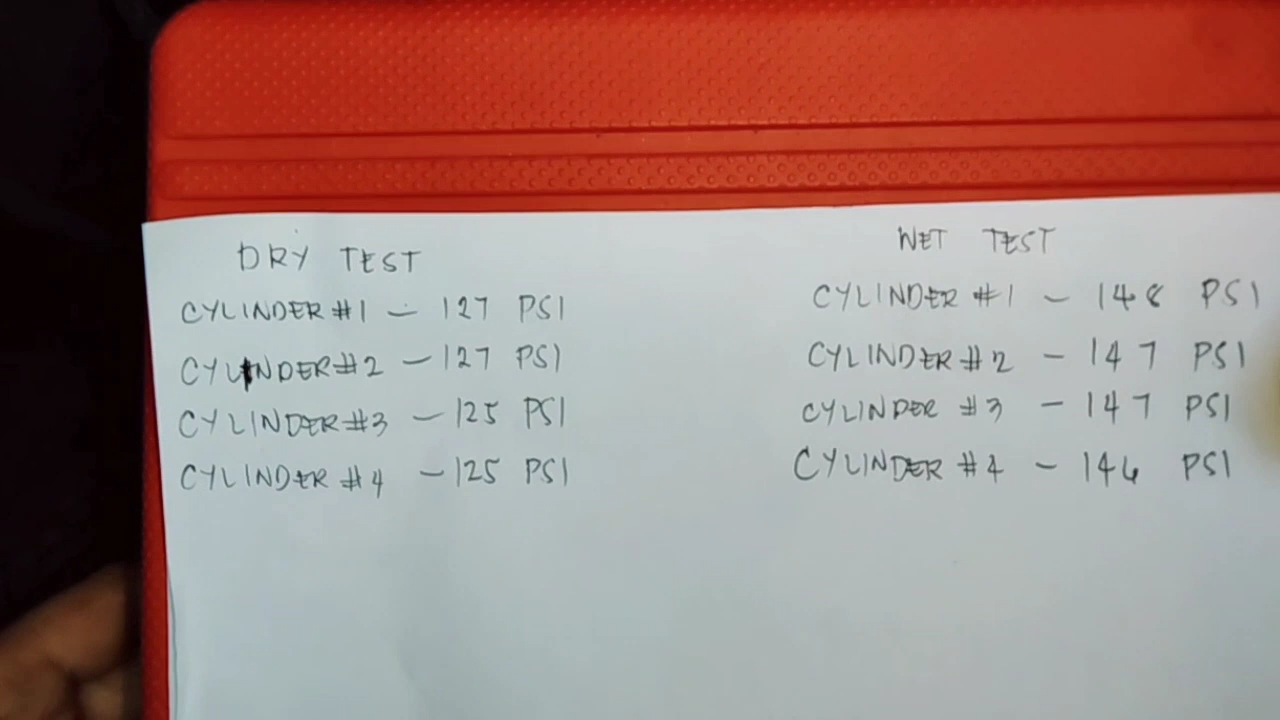 DRY TEST
CYLINDER #1 - 127 PSI
CYLINDER #2 - 127 PSI
CYLINDER #3 - 125 PSI
CYLINDER #4 - 125 PSI
WET TEST
CYLINDER #1 - 148 PSI
CYLINDER #2 - 147 PSI
CYLINDER #3 - 147 PSI
CYLINDER #4 - 146 PSI